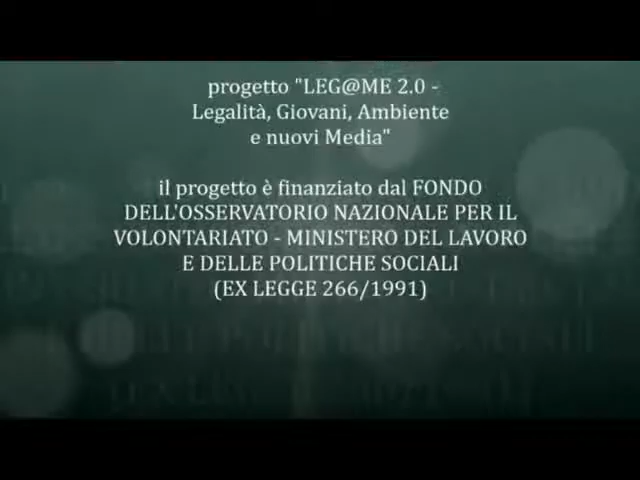 progetto "LEG@ME 2.0 -
Legalità, Giovani, Ambiente
e nuovi Media"
il progetto è finanziato dal FONDO
DELL'OSSERVATORIO NAZIONALE PER IL
VOLONTARIATO - MINISTERO DEL LAVORO
E DELLE POLITICHE SOCIALI
(EX LEGGE 266/1991)